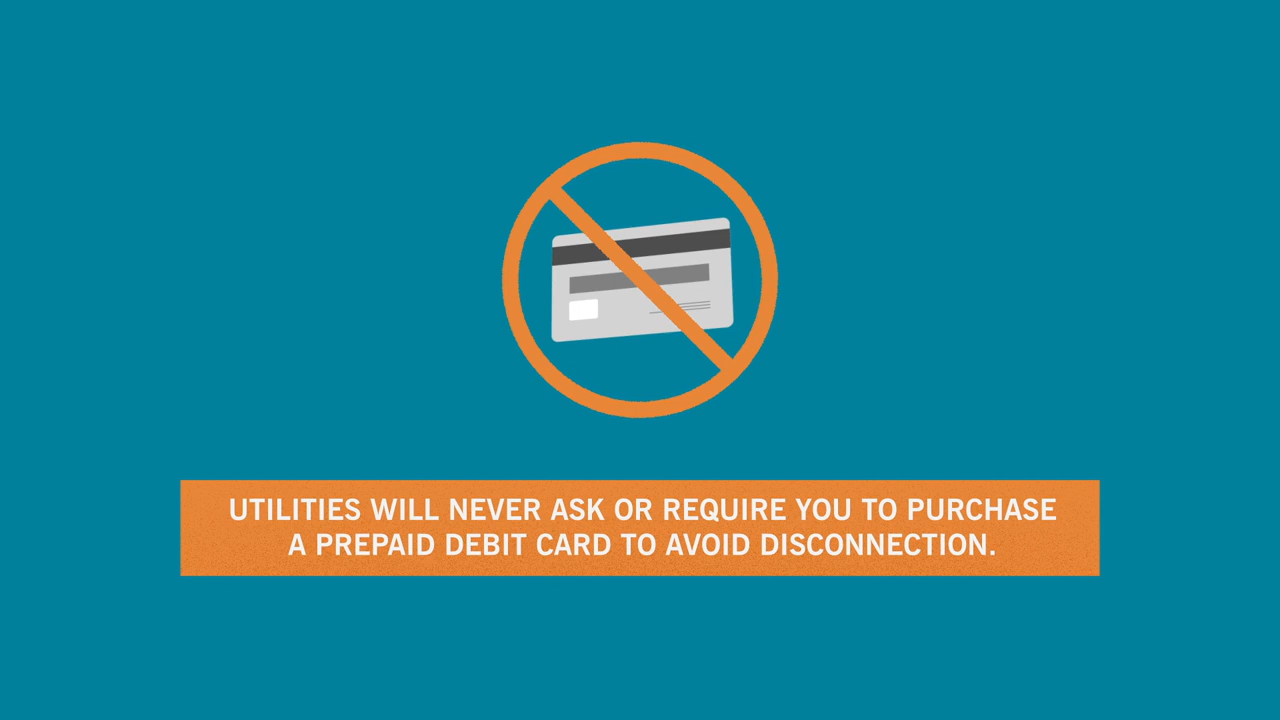 UTILITIES WILL NEVER ASK OR REQUIRE YOU TO PURCHASE
A PREPAID DEBIT CARD TO AVOID DISCONNECTION.